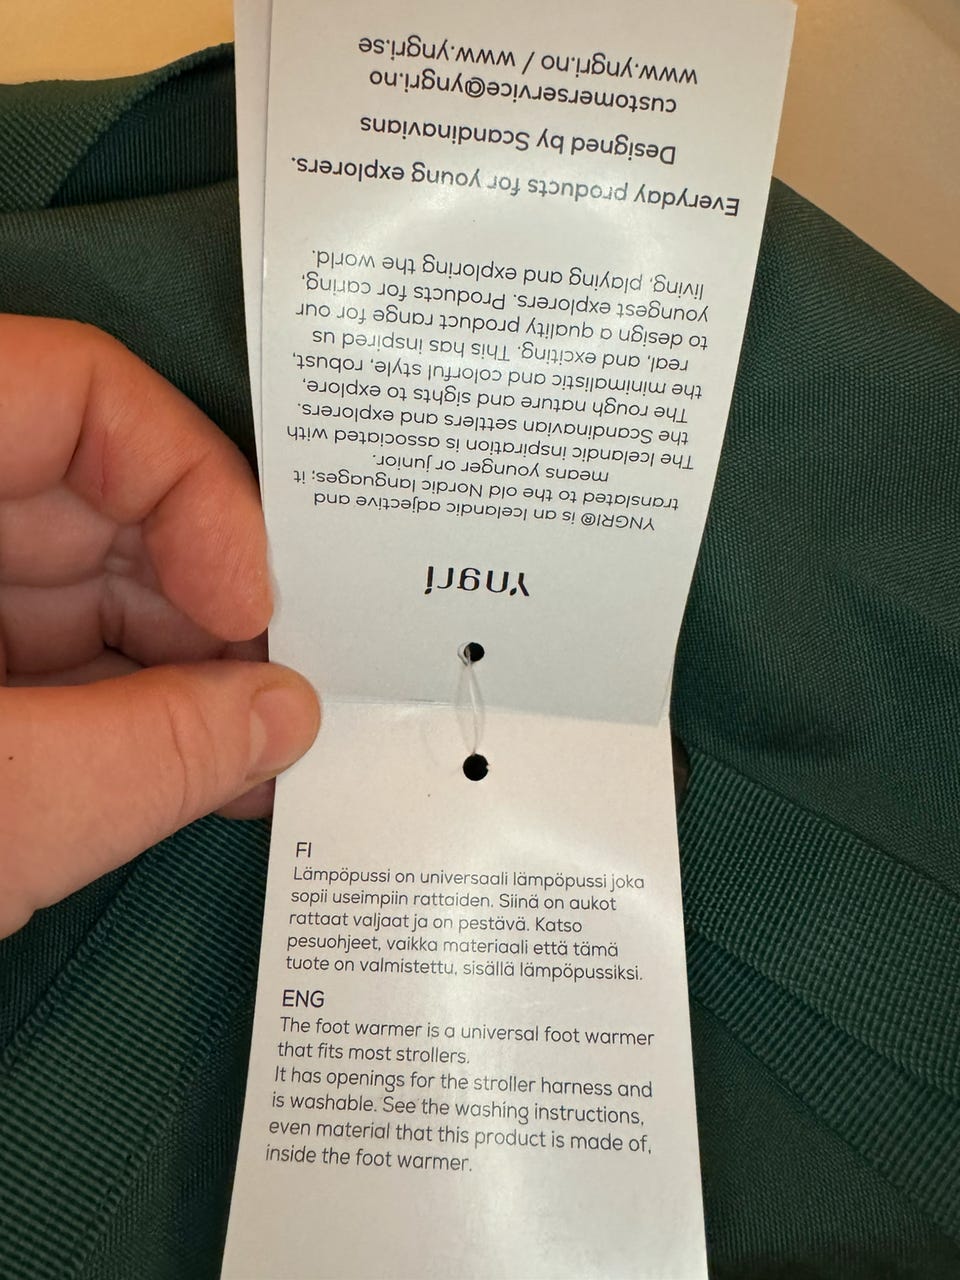 Yngri
YNGRI® is an Icelandic adjective and
translated to the old Nordic languages; it
means younger or junior.
The Icelandic inspiration is associated with
the Scandinavian settlers and explorers.
The rough nature and sights to explore,
the minimalistic and colorful style, robust,
real, and exciting. This has inspired us
to design a quality product range for our
youngest explorers. Products for caring,
living, playing and exploring the world.
Everyday products for young explorers.
Designed by Scandinavians
customerservice@yngri.no
www.yngri.no / www.yngri.se
FI
Lämpöpussi on universaali lämpöpussi joka
sopii useimpiin rattaiden. Siinä on aukot
rattaat valjaat ja on pestävä. Katso
pesuohjeet, vaikka materiaali että tämä
tuote on valmistettu, sisällä lämpöpussiksi.
ENG
The foot warmer is a universal foot warmer
that fits most strollers.
It has openings for the stroller harness and
is washable. See the washing instructions,
even material that this product is made of,
inside the foot warmer.